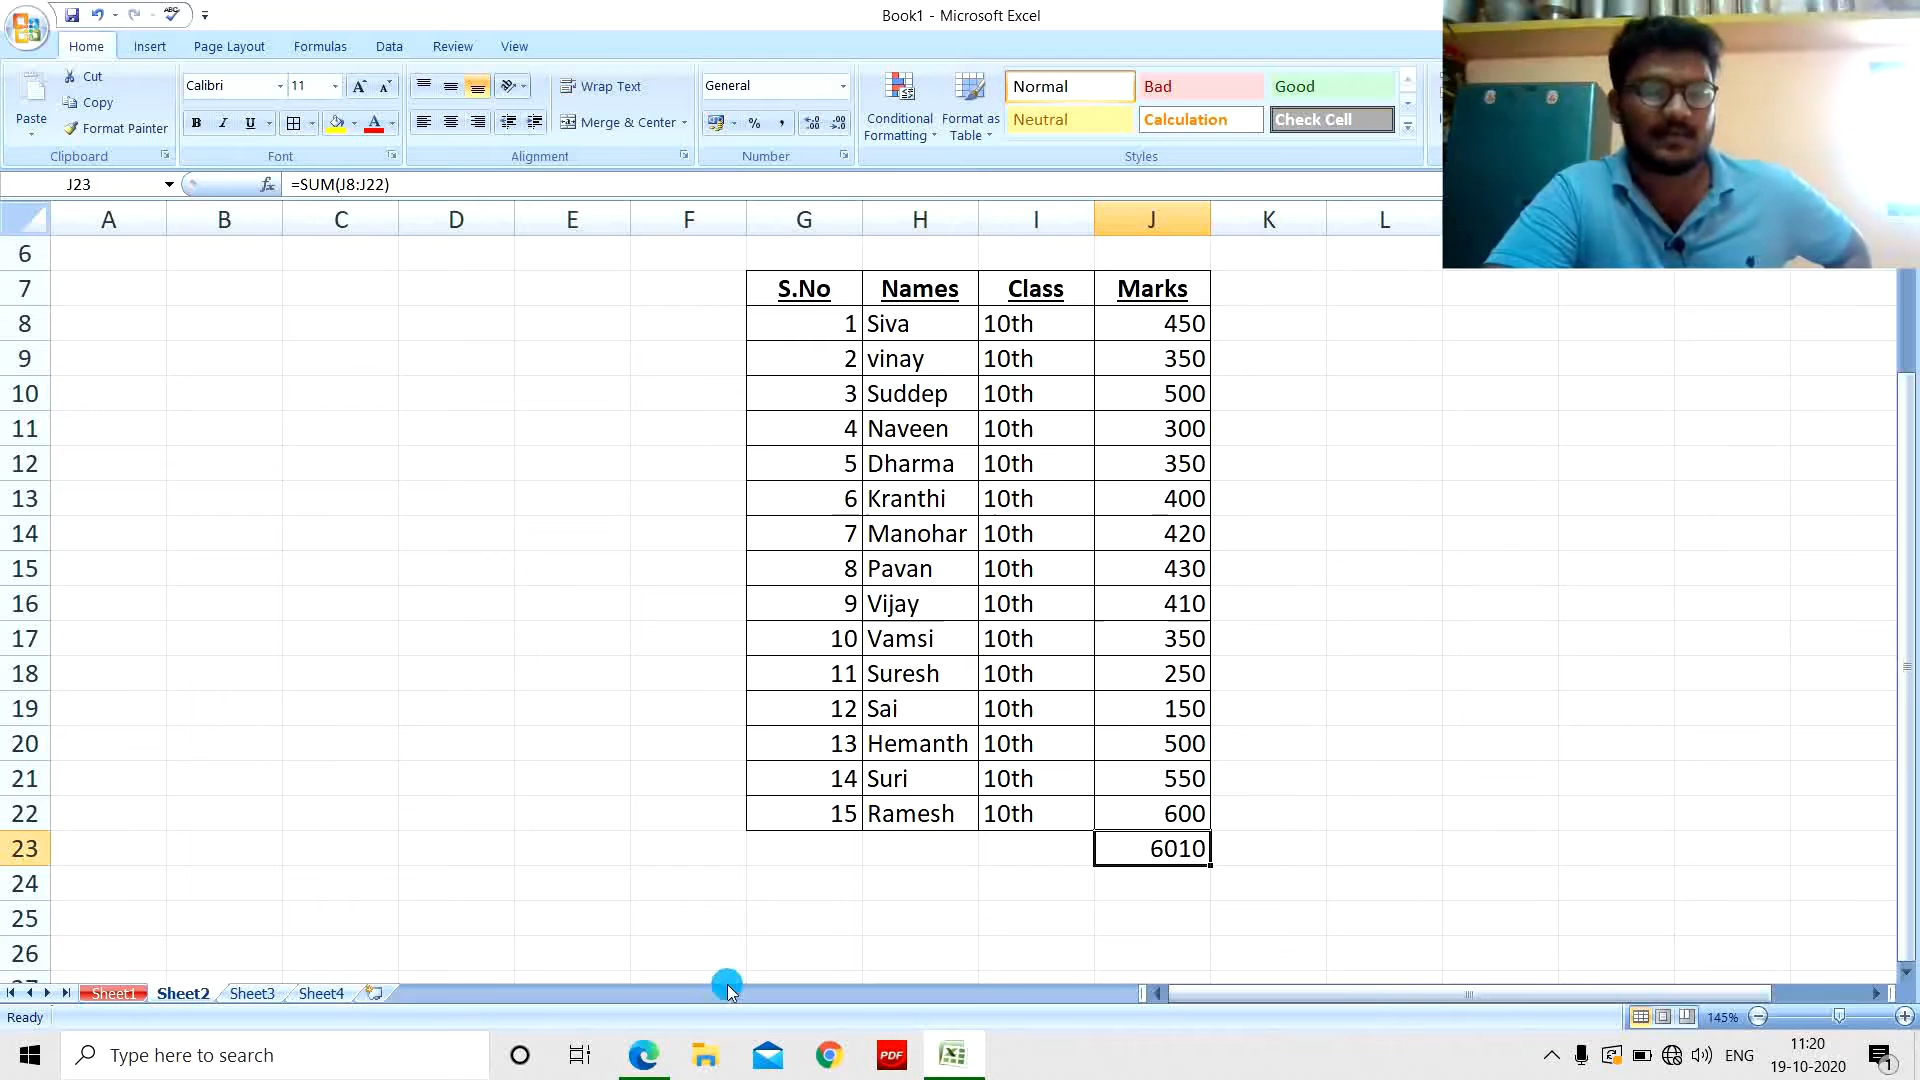 Book1 - Microsoft Excel
Home Insert Page Layout Formulas Data Review View
Paste
Cut
Copy
Format Painter
Clipboard
Calibri 11
B I U
Font
Wrap Text
Merge & Center
Alignment
General
% ,
Number
Conditional Formatting
Format as Table
Normal Bad Good
Neutral Calculation Check Cell
Styles
J23 fx =SUM(J8:J22)
A B C D E F G H I J K L
6
7 S.No Names Class Marks
8 1 Siva 10th 450
9 2 vinay 10th 350
10 3 Suddep 10th 500
11 4 Naveen 10th 300
12 5 Dharma 10th 350
13 6 Kranthi 10th 400
14 7 Manohar 10th 420
15 8 Pavan 10th 430
16 9 Vijay 10th 410
17 10 Vamsi 10th 350
18 11 Suresh 10th 250
19 12 Sai 10th 150
20 13 Hemanth 10th 500
21 14 Suri 10th 550
22 15 Ramesh 10th 600
23 6010
24
25
26
27
Sheet1 Sheet2 Sheet3 Sheet4
Ready 145%
Type here to search
PDF
ENG
11:20
19-10-2020
1